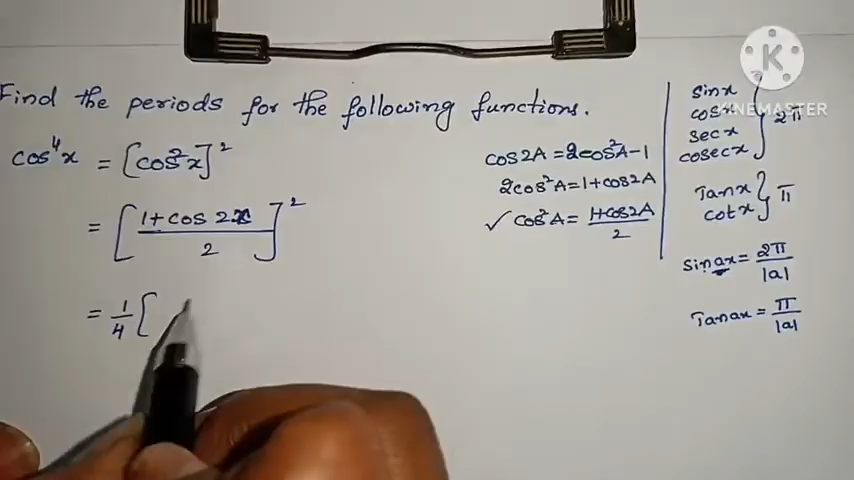 Find the periods for the following functions.
cos⁴x = [cos²x]²
= [(1+cos 2x)/2]²
= 1/4 [
cos2A = 2cos²A-1
2cos²A = 1+cos2A
✓ cos²A = (1+cos2A)/2
sinx
cosx
secx
cosecx
} 2π
Tanx
cotx
} π
sinax = 2π/|a|
Tanax = π/|a|
K
KINEMASTER